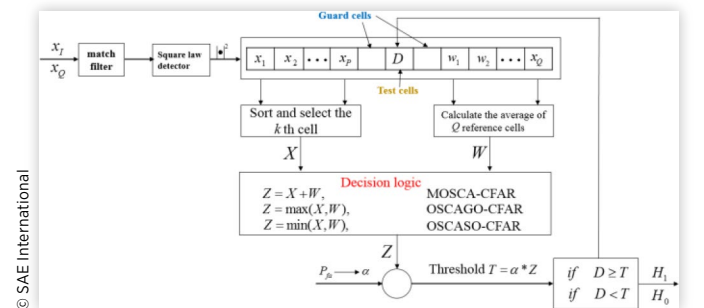 Guard cells
x_I
x_Q
match
filter
Square law
detector
|•|²
x₁ x₂ ••• x_P D w₁ w₂ ••• x_Q
Test cells
Sort and select the
k th cell
Calculate the average of
Q reference cells
X
W
Decision logic
Z = X+W, MOSCA-CFAR
Z = max(X,W), OSCAGO-CFAR
Z = min(X,W), OSCASO-CFAR
Z
P_fa → α
Threshold T = α*Z
if D ≥ T H₁
if D < T H₀
© SAE International